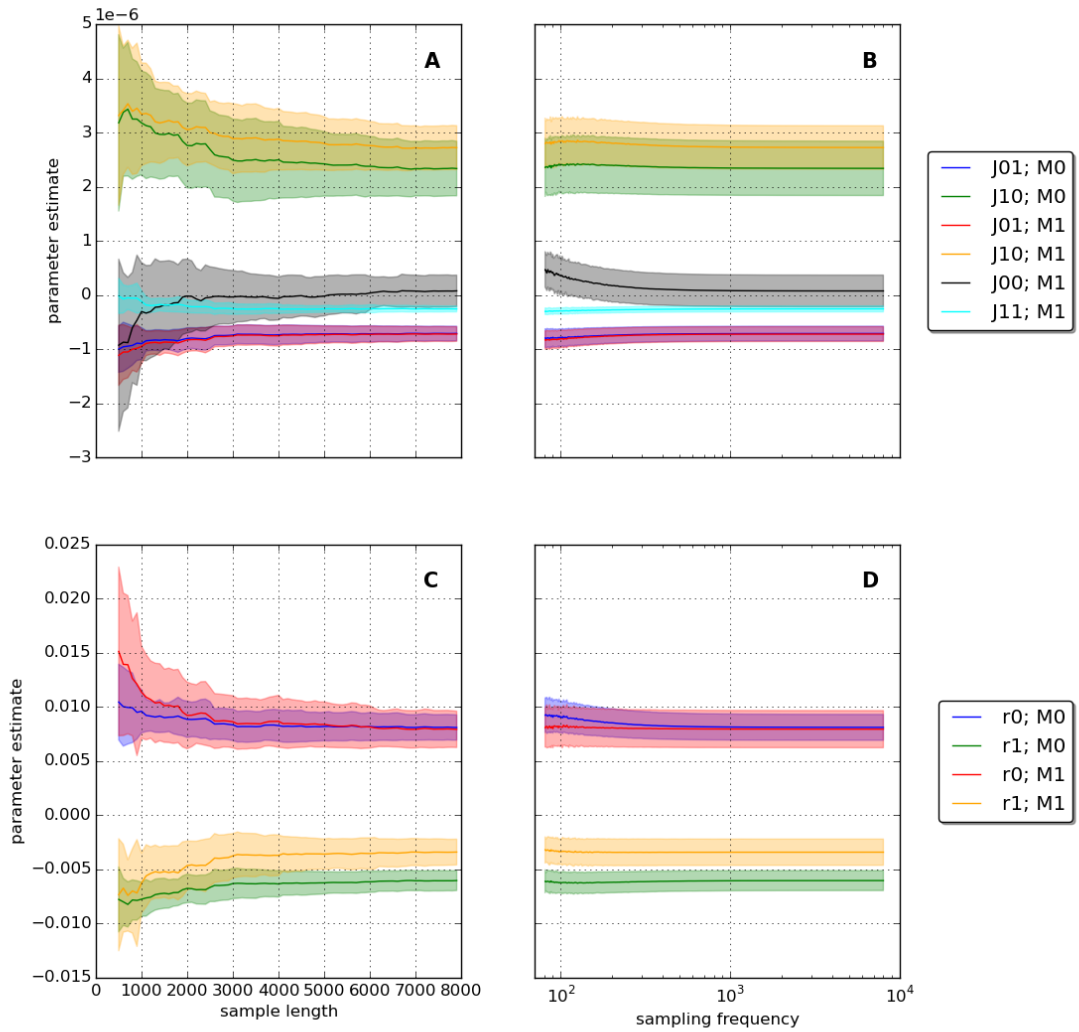 1e−6
5
4
3
2
1
0
−1
−2
−3
parameter estimate
A
B
J01; M0
J10; M0
J01; M1
J10; M1
J00; M1
J11; M1
0.025
0.020
0.015
0.010
0.005
0.000
−0.005
−0.010
−0.015
parameter estimate
C
D
r0; M0
r1; M0
r0; M1
r1; M1
0 1000 2000 3000 4000 5000 6000 7000 8000
sample length
10² 10³ 10⁴
sampling frequency